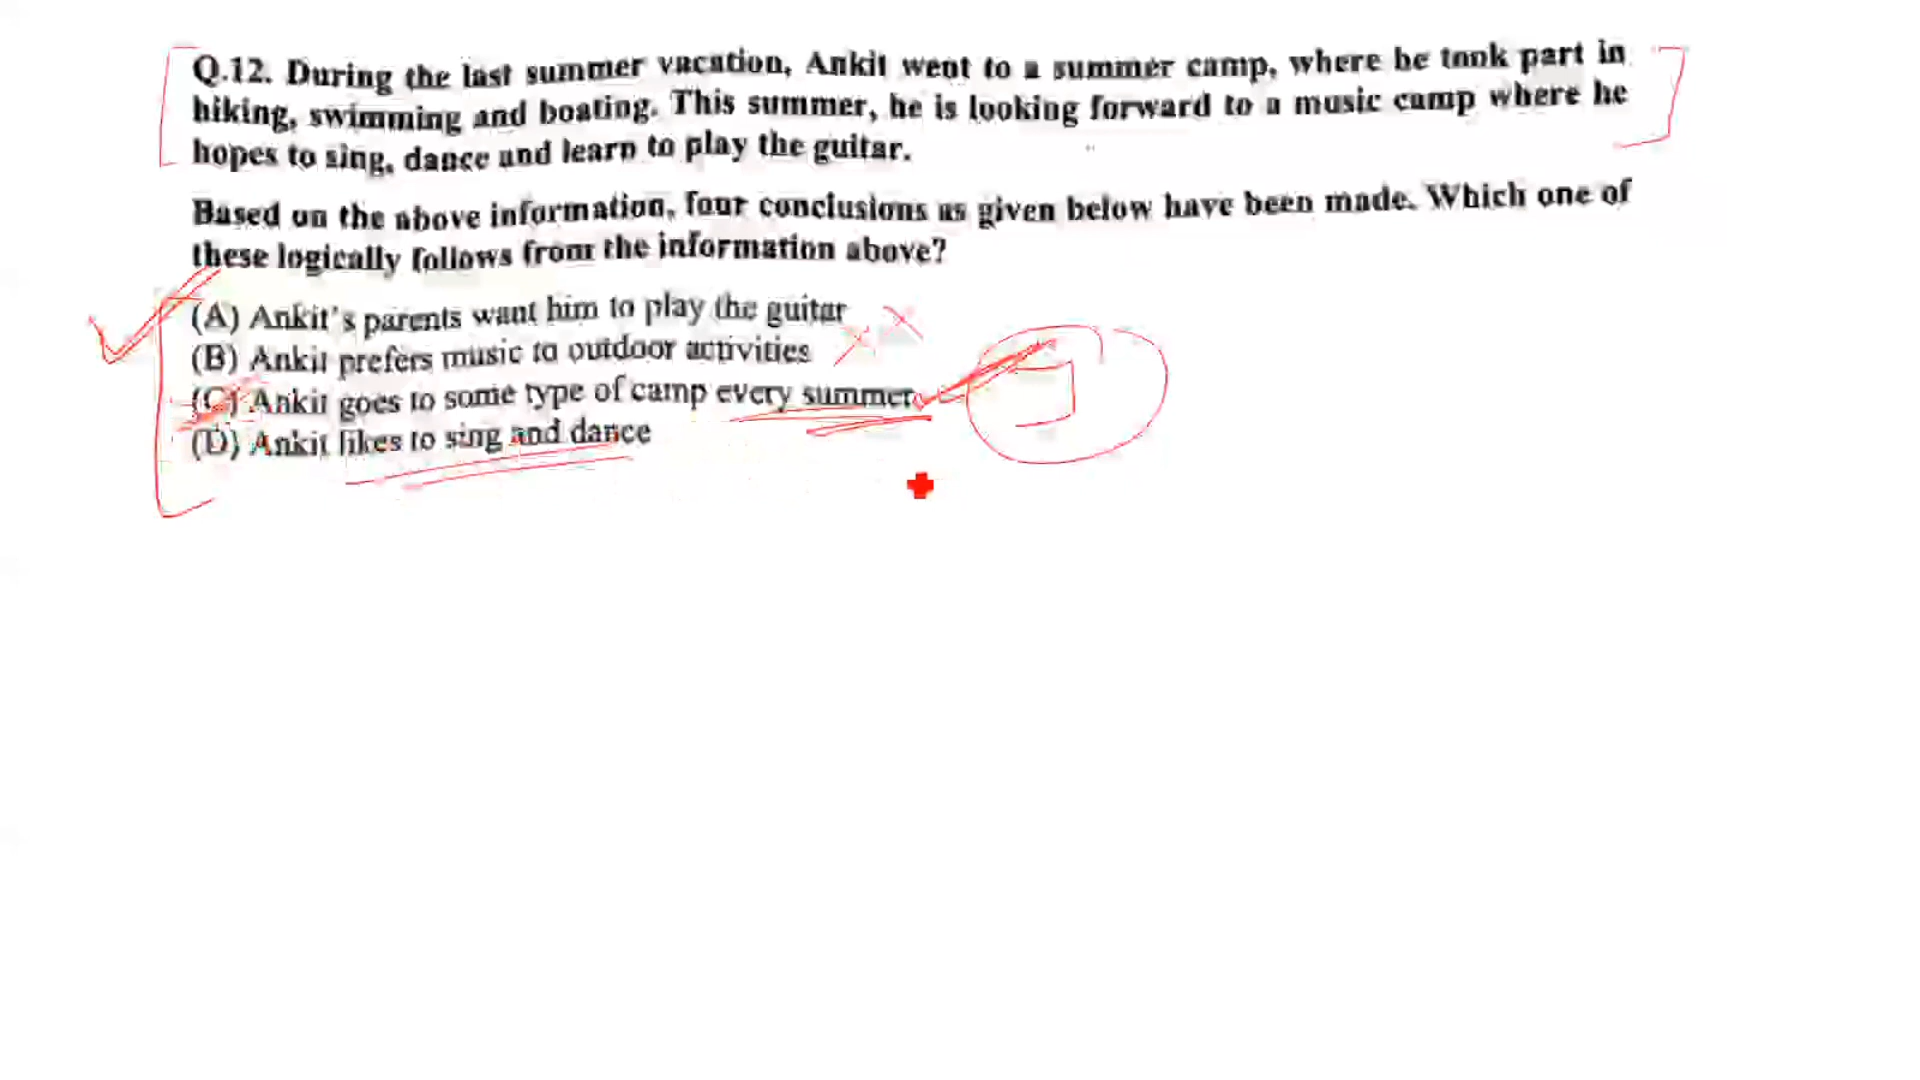 Q.12. During the last summer vacation, Ankit went to a summer camp, where he took part in
hiking, swimming and boating. This summer, he is looking forward to a music camp where he
hopes to sing, dance and learn to play the guitar.
Based on the above information, four conclusions as given below have been made. Which one of
these logically follows from the information above?
(A) Ankit's parents want him to play the guitar
(B) Ankit prefers music to outdoor activities
(C) Ankit goes to some type of camp every summer
(D) Ankit likes to sing and dance